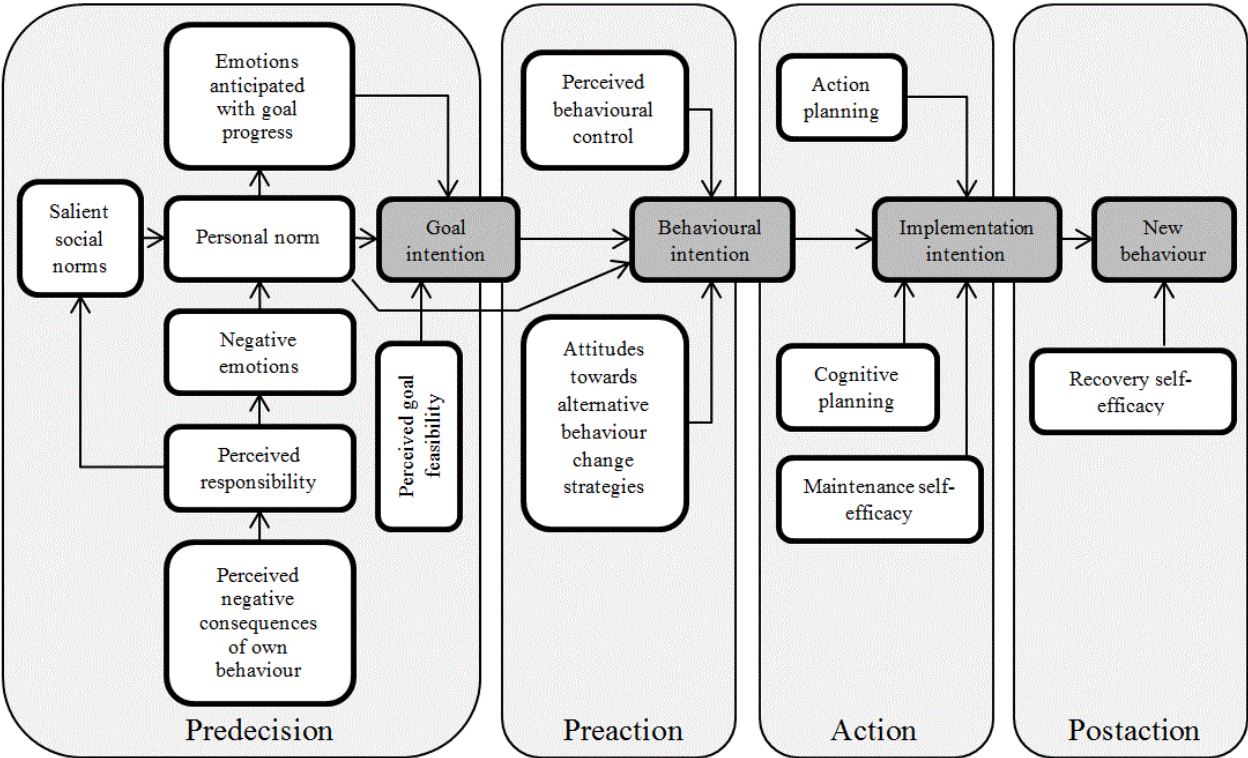 Emotions
anticipated
with goal
progress
Salient
social
norms
Personal norm
Goal
intention
Negative
emotions
Perceived goal
feasibility
Perceived
responsibility
Perceived
negative
consequences
of own
behaviour
Predecision
Perceived
behavioural
control
Behavioural
intention
Attitudes
towards
alternative
behaviour
change
strategies
Preaction
Action
planning
Implementation
intention
Cognitive
planning
Maintenance self-
efficacy
Action
New
behaviour
Recovery self-
efficacy
Postaction